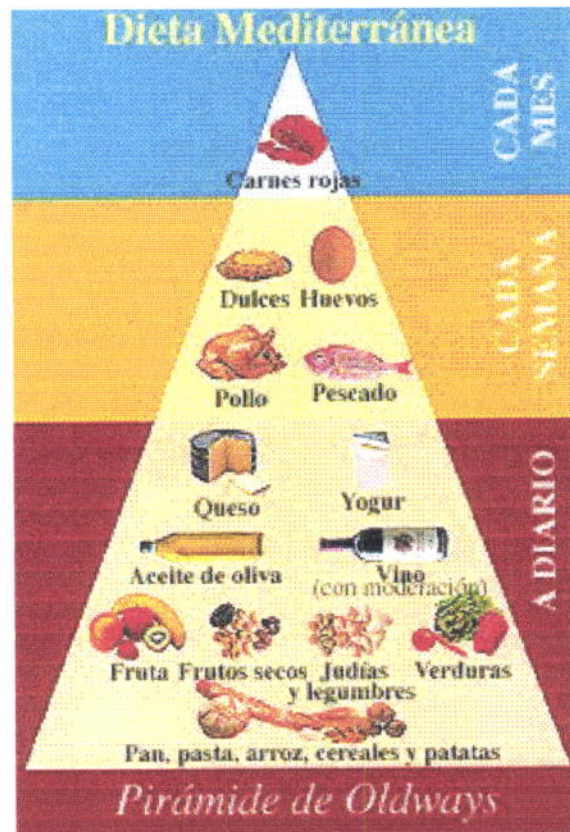 Dieta Mediterránea
CADA
MES
Carnes rojas
CADA
SEMANA
Dulces Huevos
Pollo Pescado
A DIARIO
Queso Yogur
Aceite de oliva Vino
(con moderación)
Fruta Frutos secos Judías Verduras
y legumbres
Pan, pasta, arroz, cereales y patatas
Pirámide de Oldways